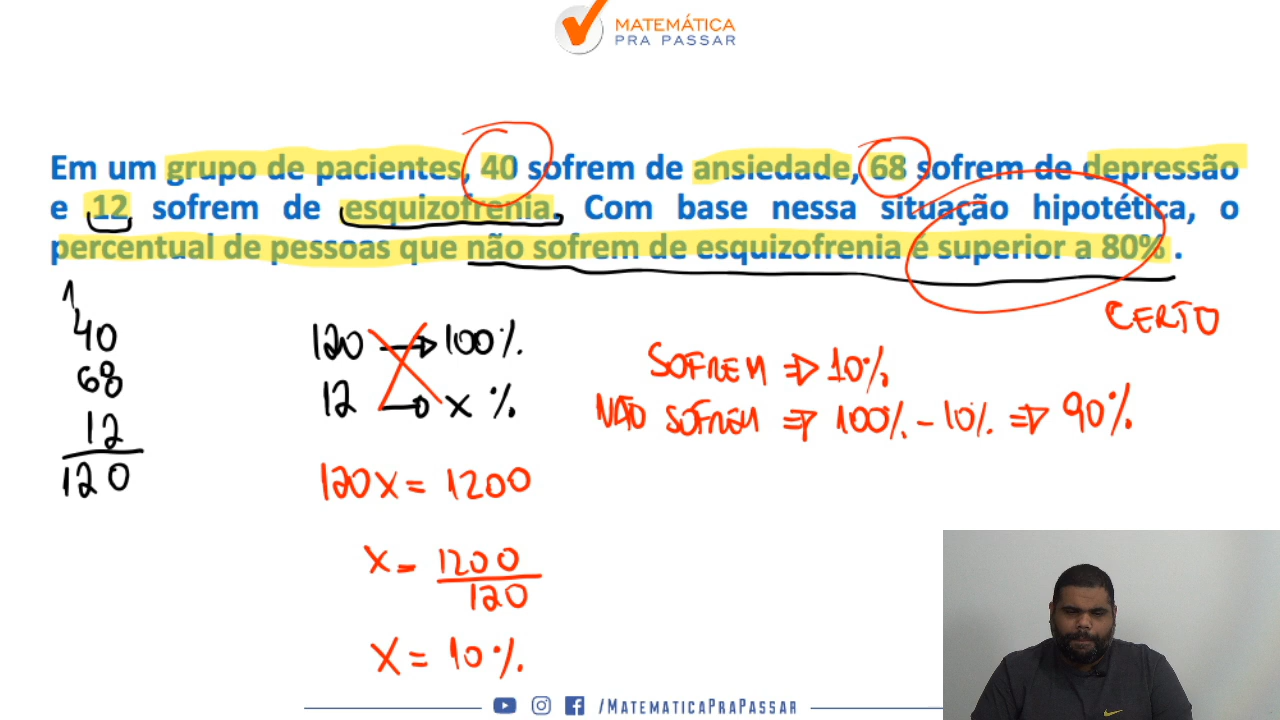 MATEMÁTICA
PRA PASSAR
Em um grupo de pacientes, 40 sofrem de ansiedade, 68 sofrem de depressão
e 12 sofrem de esquizofrenia. Com base nessa situação hipotética, o
percentual de pessoas que não sofrem de esquizofrenia é superior a 80% .
CERTO
1
40
68
12
120
120 → 100%
12 → x %
120x = 1200
x = 1200
120
x = 10%
SOFREM ⇒ 10%
NÃO SOFREM ⇒ 100% - 10% ⇒ 90%
/MATEMATICAPRAPASSAR